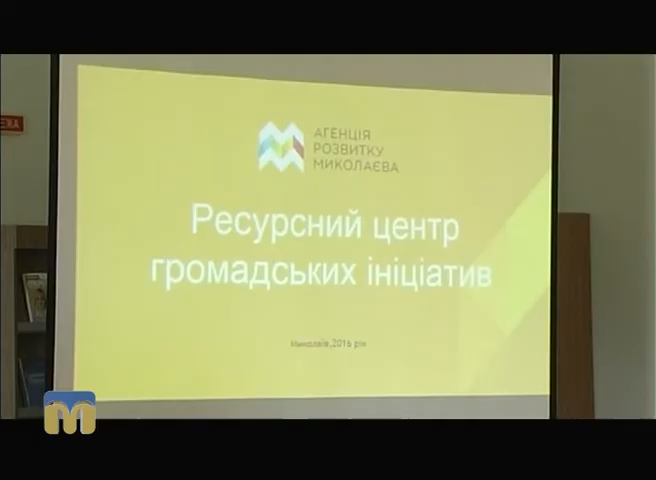 АГЕНЦІЯ
РОЗВИТКУ
МИКОЛАЄВА
Ресурсний центр
громадських ініціатив
Миколаїв,2016 рік